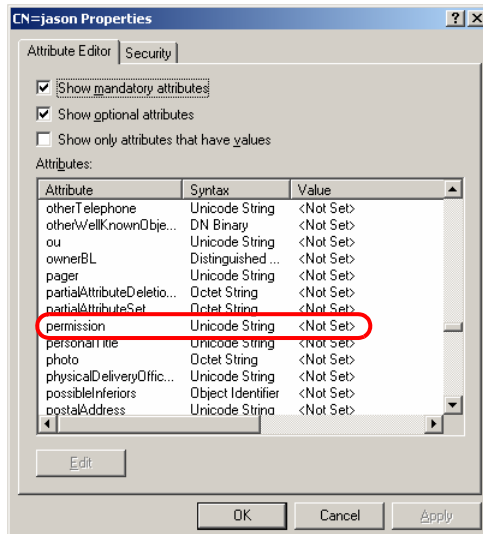 CN=jason Properties
Attribute Editor Security
Show mandatory attributes
Show optional attributes
Show only attributes that have values
Attributes:
Attribute Syntax Value
otherTelephone Unicode String <Not Set>
otherWellKnownObje... DN Binary <Not Set>
ou Unicode String <Not Set>
ownerBL Distinguished ... <Not Set>
pager Unicode String <Not Set>
partialAttributeDeletio... Octet String <Not Set>
partialAttributeSet Octet String <Not Set>
permission Unicode String <Not Set>
personalTitle Unicode String <Not Set>
photo Octet String <Not Set>
physicalDeliveryOffic... Unicode String <Not Set>
possibleInferiors Object Identifier <Not Set>
postalAddress Unicode String <Not Set>
Edit
OK Cancel Apply